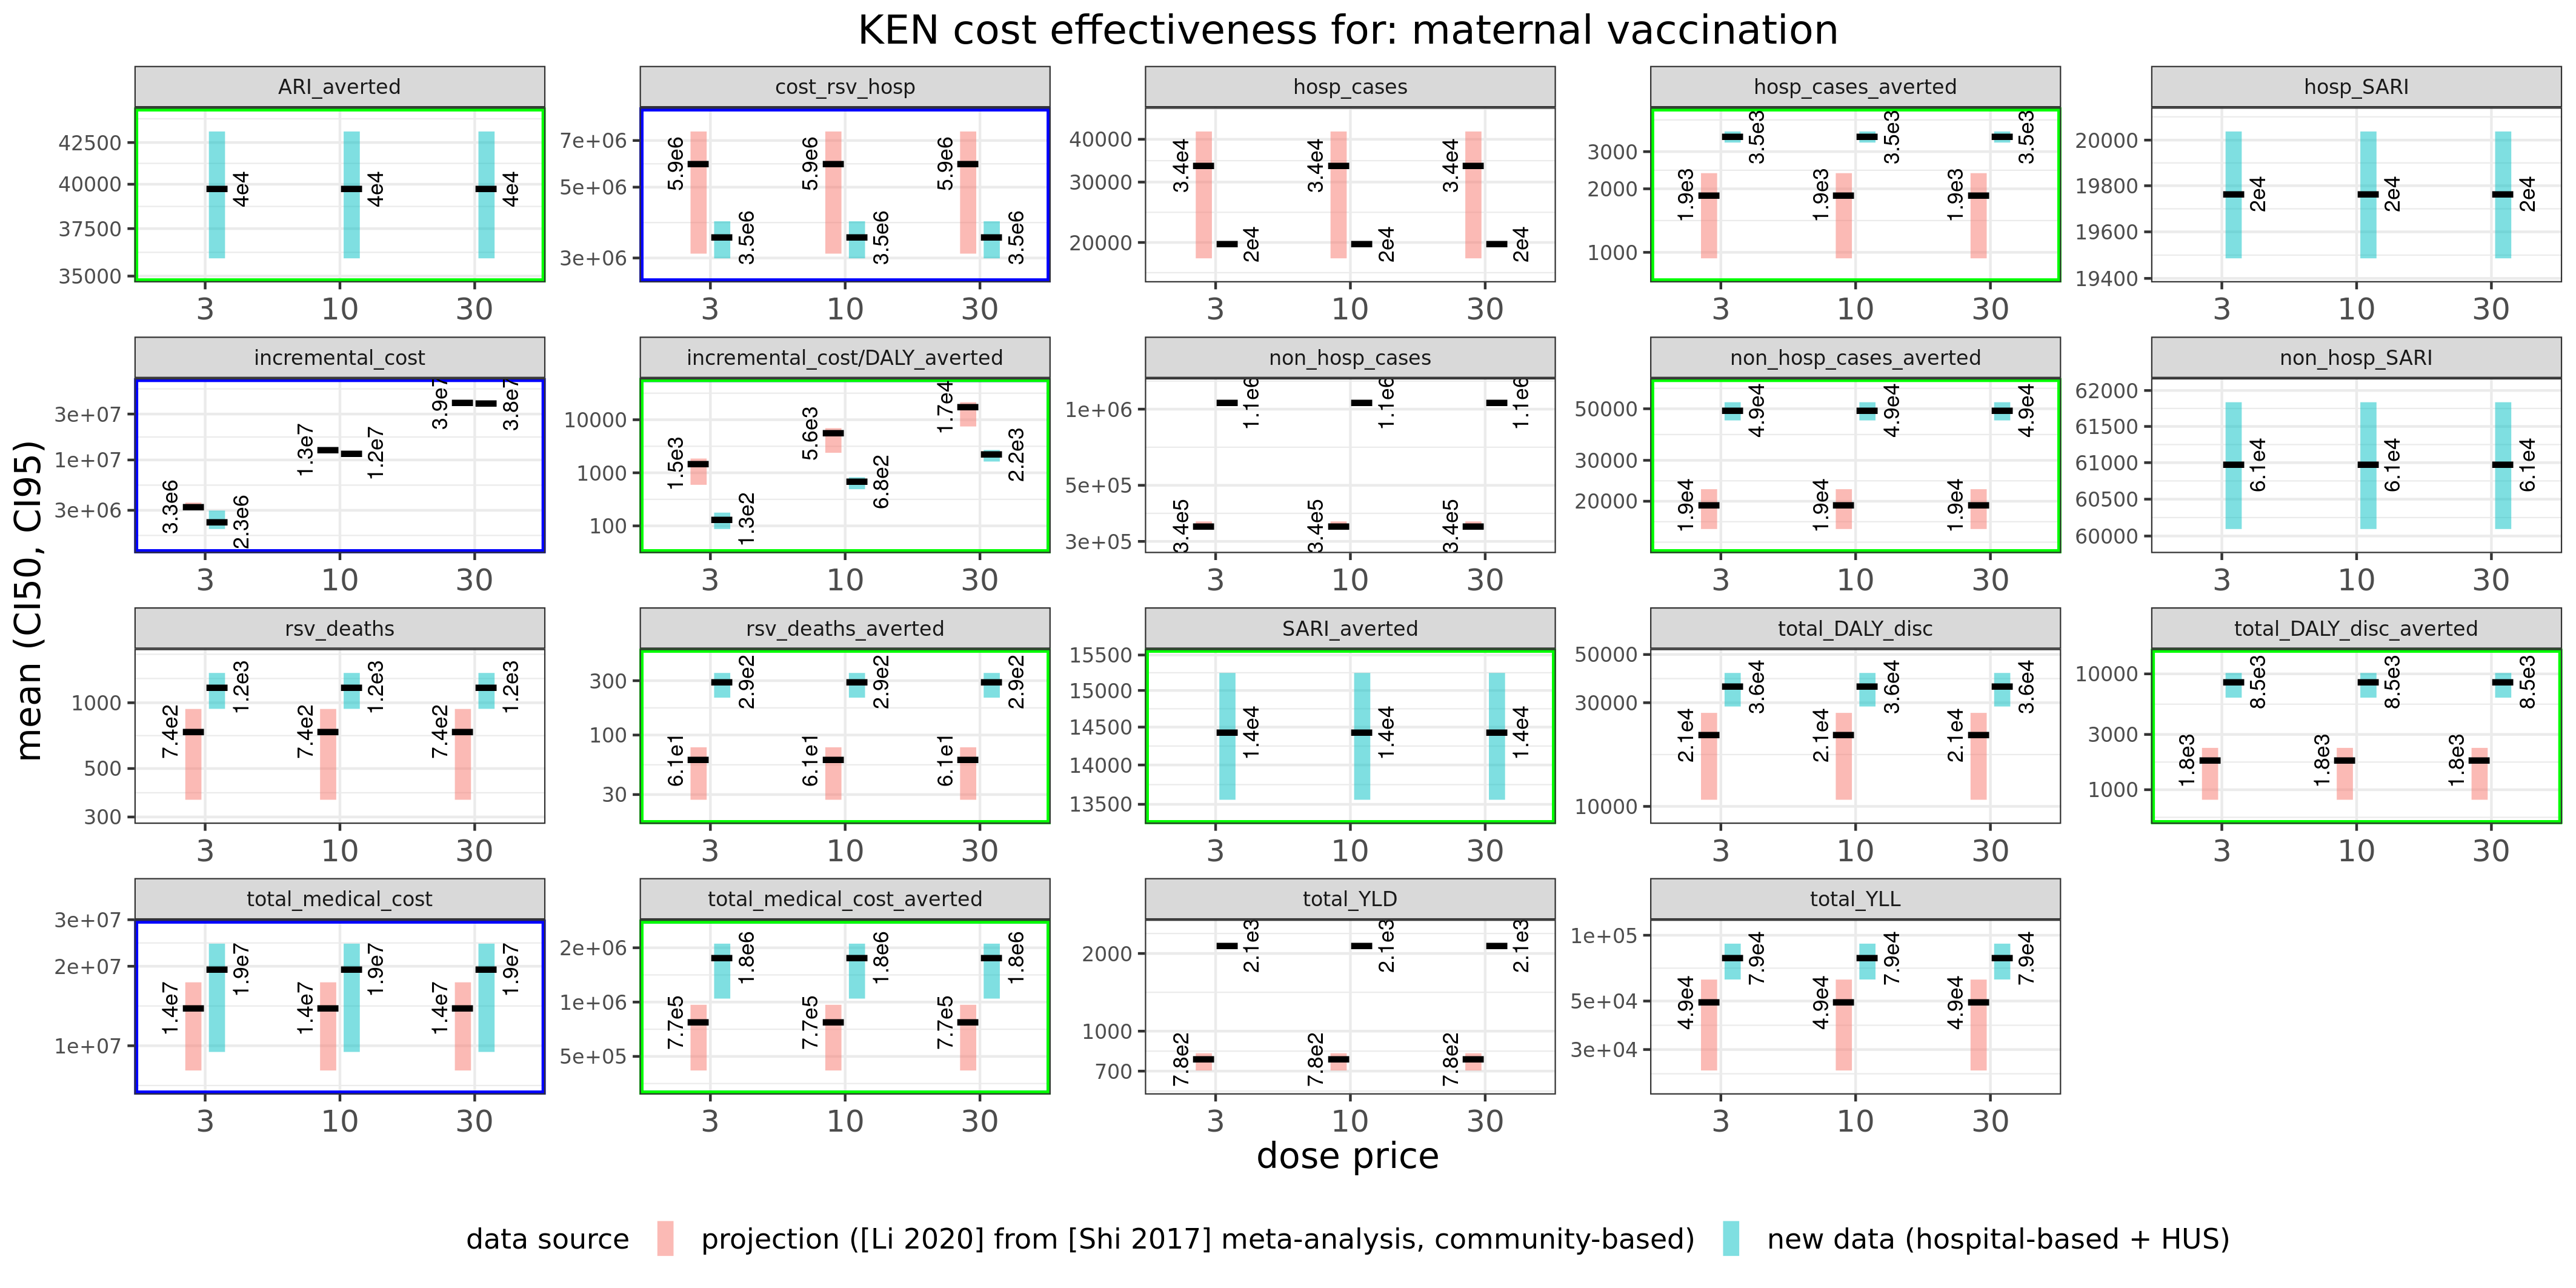 KEN cost effectiveness for: maternal vaccination
mean (CI50, CI95)
ARI_averted
42500
40000
37500
35000
4e4 4e4 4e4
3 10 30
cost_rsv_hosp
7e+06
5e+06
3e+06
5.9e6 5.9e6 5.9e6
3.5e6 3.5e6 3.5e6
3 10 30
hosp_cases
40000
30000
20000
3.4e4 3.4e4 3.4e4
2e4 2e4 2e4
3 10 30
hosp_cases_averted
3000
2000
1000
3.5e3 3.5e3 3.5e3
1.9e3 1.9e3 1.9e3
3 10 30
hosp_SARI
20000
19800
19600
19400
2e4 2e4 2e4
3 10 30
incremental_cost
3e+07
1e+07
3e+06
3.3e6 1.3e7 3.9e7
2.3e6 1.2e7 3.8e7
3 10 30
incremental_cost/DALY_averted
10000
1000
100
1.5e3 5.6e3 1.7e4
1.3e2 6.8e2 2.2e3
3 10 30
non_hosp_cases
1e+06
5e+05
3e+05
1.1e6 1.1e6 1.1e6
3.4e5 3.4e5 3.4e5
3 10 30
non_hosp_cases_averted
50000
30000
20000
4.9e4 4.9e4 4.9e4
1.9e4 1.9e4 1.9e4
3 10 30
non_hosp_SARI
62000
61500
61000
60500
60000
6.1e4 6.1e4 6.1e4
3 10 30
rsv_deaths
1000
500
300
1.2e3 1.2e3 1.2e3
7.4e2 7.4e2 7.4e2
3 10 30
rsv_deaths_averted
300
100
30
2.9e2 2.9e2 2.9e2
6.1e1 6.1e1 6.1e1
3 10 30
SARI_averted
15500
15000
14500
14000
13500
1.4e4 1.4e4 1.4e4
3 10 30
total_DALY_disc
50000
30000
10000
3.6e4 3.6e4 3.6e4
2.1e4 2.1e4 2.1e4
3 10 30
total_DALY_disc_averted
10000
3000
1000
8.5e3 8.5e3 8.5e3
1.8e3 1.8e3 1.8e3
3 10 30
total_medical_cost
3e+07
2e+07
1e+07
1.9e7 1.9e7 1.9e7
1.4e7 1.4e7 1.4e7
3 10 30
total_medical_cost_averted
2e+06
1e+06
5e+05
1.8e6 1.8e6 1.8e6
7.7e5 7.7e5 7.7e5
3 10 30
total_YLD
2000
1000
700
2.1e3 2.1e3 2.1e3
7.8e2 7.8e2 7.8e2
3 10 30
total_YLL
1e+05
5e+04
3e+04
7.9e4 7.9e4 7.9e4
4.9e4 4.9e4 4.9e4
3 10 30
dose price
data source projection ([Li 2020] from [Shi 2017] meta-analysis, community-based) new data (hospital-based + HUS)